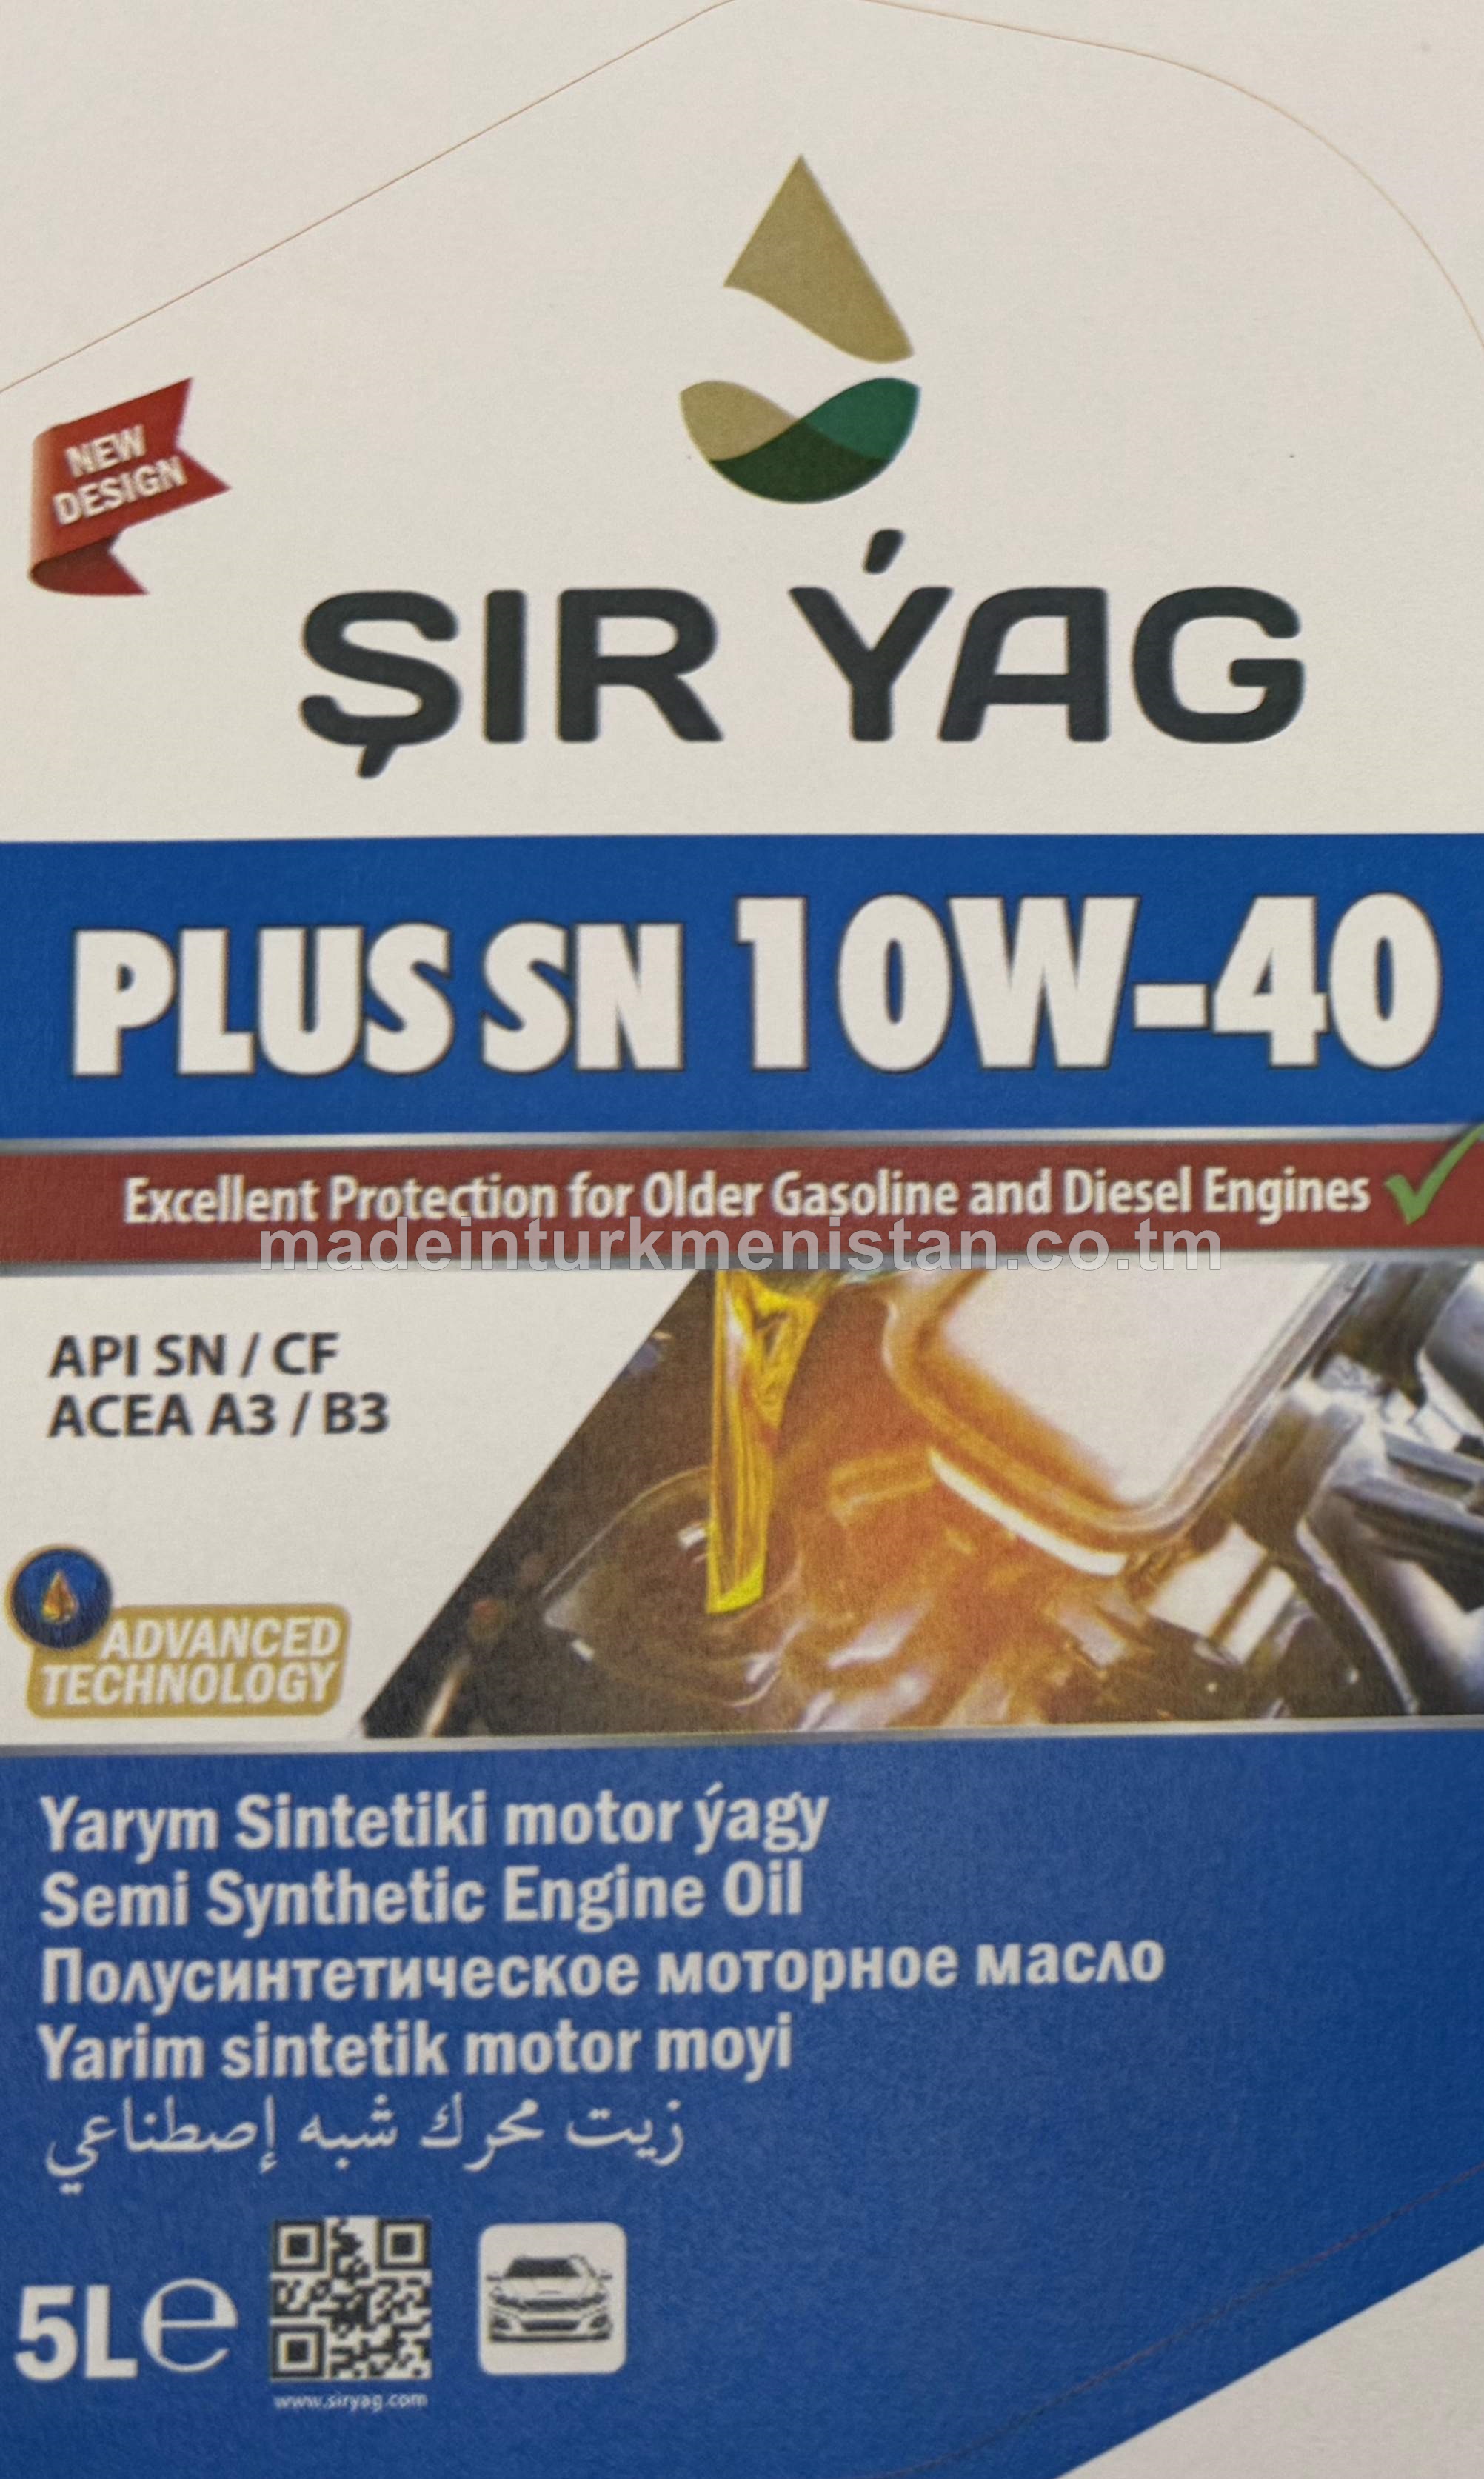 NEW
DESIGN
ŞIR ÝAG
PLUS SN 10W-40
Excellent Protection for Older Gasoline and Diesel Engines
madeinturkmenistan.co.tm
API SN / CF
ACEA A3 / B3
ADVANCED
TECHNOLOGY
Yarym Sintetiki motor ýagy
Semi Synthetic Engine Oil
Полусинтетическое моторное масло
Yarim sintetik motor moyi
زيت محرك شبه إصطناعي
5L℮
www.siryag.com